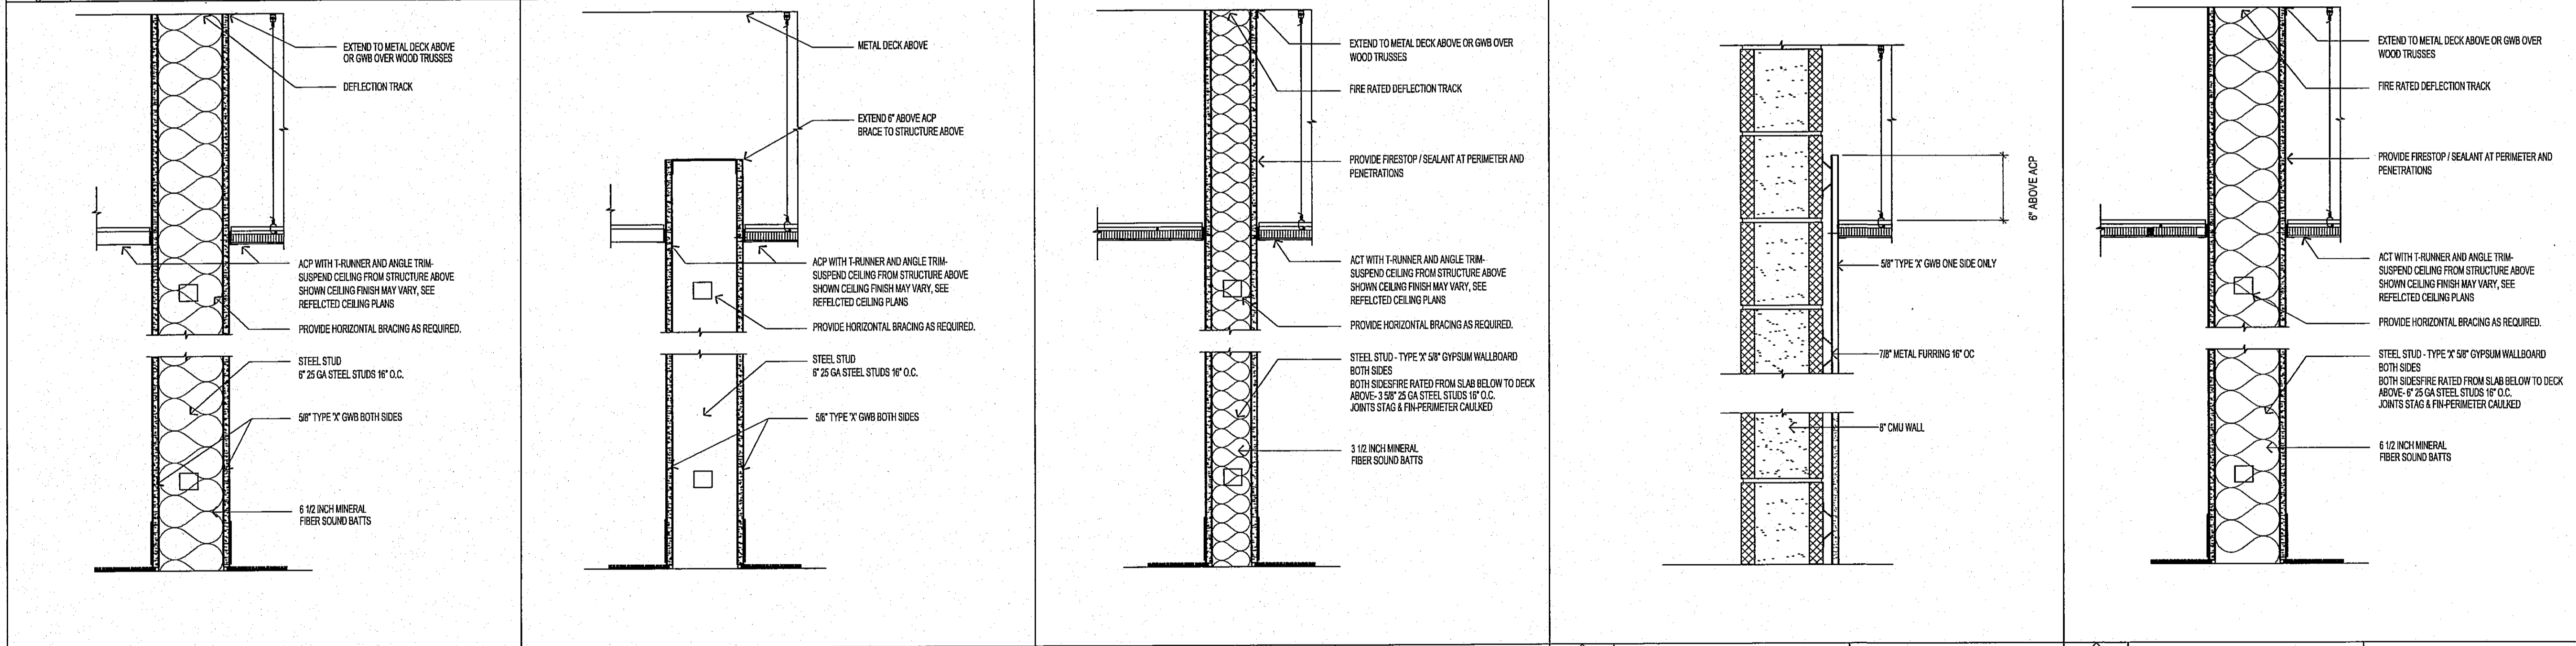 EXTEND TO METAL DECK ABOVE
OR GWB OVER WOOD TRUSSES
DEFLECTION TRACK
ACP WITH T-RUNNER AND ANGLE TRIM-
SUSPEND CEILING FROM STRUCTURE ABOVE
SHOWN CEILING FINISH MAY VARY, SEE
REFELCTED CEILING PLANS
PROVIDE HORIZONTAL BRACING AS REQUIRED.
STEEL STUD
6" 25 GA STEEL STUDS 16" O.C.
5/8" TYPE 'X' GWB BOTH SIDES
6 1/2 INCH MINERAL
FIBER SOUND BATTS
METAL DECK ABOVE
EXTEND 6" ABOVE ACP
BRACE TO STRUCTURE ABOVE
ACP WITH T-RUNNER AND ANGLE TRIM-
SUSPEND CEILING FROM STRUCTURE ABOVE
SHOWN CEILING FINISH MAY VARY, SEE
REFELCTED CEILING PLANS
PROVIDE HORIZONTAL BRACING AS REQUIRED.
STEEL STUD
6" 25 GA STEEL STUDS 16" O.C.
5/8" TYPE 'X' GWB BOTH SIDES
EXTEND TO METAL DECK ABOVE OR GWB OVER
WOOD TRUSSES
FIRE RATED DEFLECTION TRACK
PROVIDE FIRESTOP / SEALANT AT PERIMETER AND
PENETRATIONS
ACT WITH T-RUNNER AND ANGLE TRIM-
SUSPEND CEILING FROM STRUCTURE ABOVE
SHOWN CEILING FINISH MAY VARY, SEE
REFELCTED CEILING PLANS
PROVIDE HORIZONTAL BRACING AS REQUIRED.
STEEL STUD - TYPE 'X' 5/8" GYPSUM WALLBOARD
BOTH SIDES
BOTH SIDESFIRE RATED FROM SLAB BELOW TO DECK
ABOVE- 3 5/8" 25 GA STEEL STUDS 16" O.C.
JOINTS STAG & FIN-PERIMETER CAULKED
3 1/2 INCH MINERAL
FIBER SOUND BATTS
6" ABOVE ACP
5/8" TYPE 'X' GWB ONE SIDE ONLY
7/8" METAL FURRING 16" OC
8" CMU WALL
EXTEND TO METAL DECK ABOVE OR GWB OVER
WOOD TRUSSES
FIRE RATED DEFLECTION TRACK
PROVIDE FIRESTOP / SEALANT AT PERIMETER AND
PENETRATIONS
ACT WITH T-RUNNER AND ANGLE TRIM-
SUSPEND CEILING FROM STRUCTURE ABOVE
SHOWN CEILING FINISH MAY VARY, SEE
REFELCTED CEILING PLANS
PROVIDE HORIZONTAL BRACING AS REQUIRED.
STEEL STUD - TYPE 'X' 5/8" GYPSUM WALLBOARD
BOTH SIDES
BOTH SIDESFIRE RATED FROM SLAB BELOW TO DECK
ABOVE- 6" 25 GA STEEL STUDS 16" O.C.
JOINTS STAG & FIN-PERIMETER CAULKED
6 1/2 INCH MINERAL
FIBER SOUND BATTS